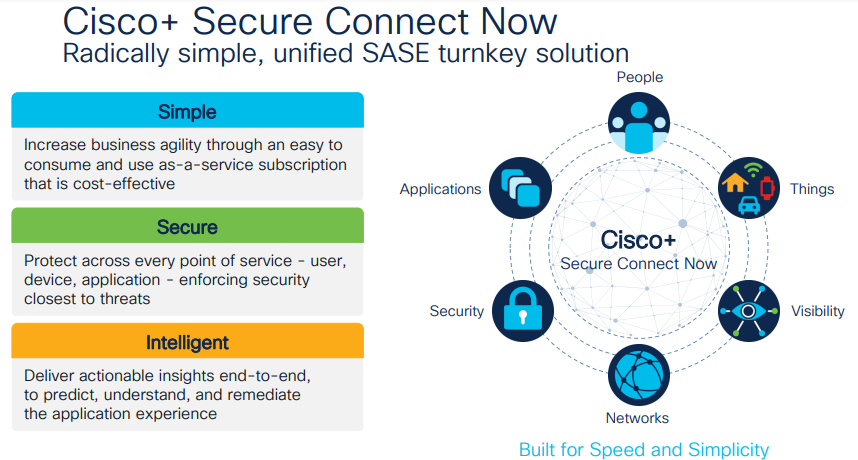 Cisco+ Secure Connect Now
Radically simple, unified SASE turnkey solution
Simple
Increase business agility through an easy to
consume and use as-a-service subscription
that is cost-effective
Secure
Protect across every point of service - user,
device, application - enforcing security
closest to threats
Intelligent
Deliver actionable insights end-to-end,
to predict, understand, and remediate
the application experience
People
Applications
Things
Cisco+
Secure Connect Now
Security
Visibility
Networks
Built for Speed and Simplicity